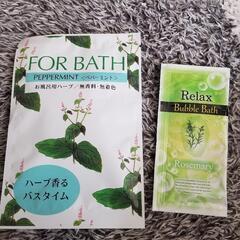 FOR BATH
PEPPERMINT <ペパーミント>
お風呂用ハーブ/無香料・無着色
ハーブ香る
バスタイム
Relax
Bubble Bath
Rosemary